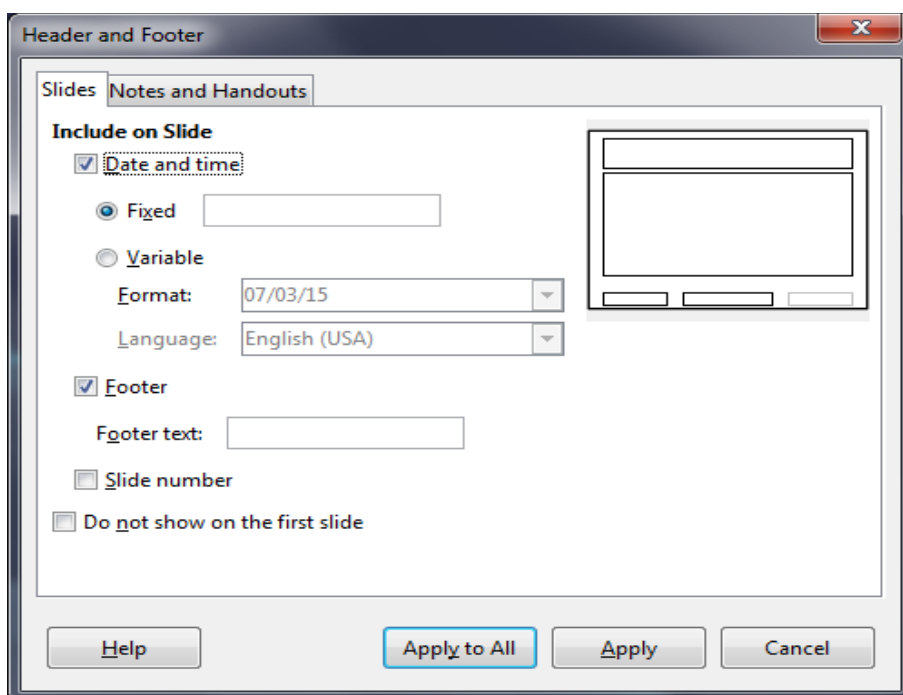 Header and Footer
Slides Notes and Handouts
Include on Slide
Date and time
Fixed
Variable
Format: 07/03/15
Language: English (USA)
Footer
Footer text:
Slide number
Do not show on the first slide
Help Apply to All Apply Cancel